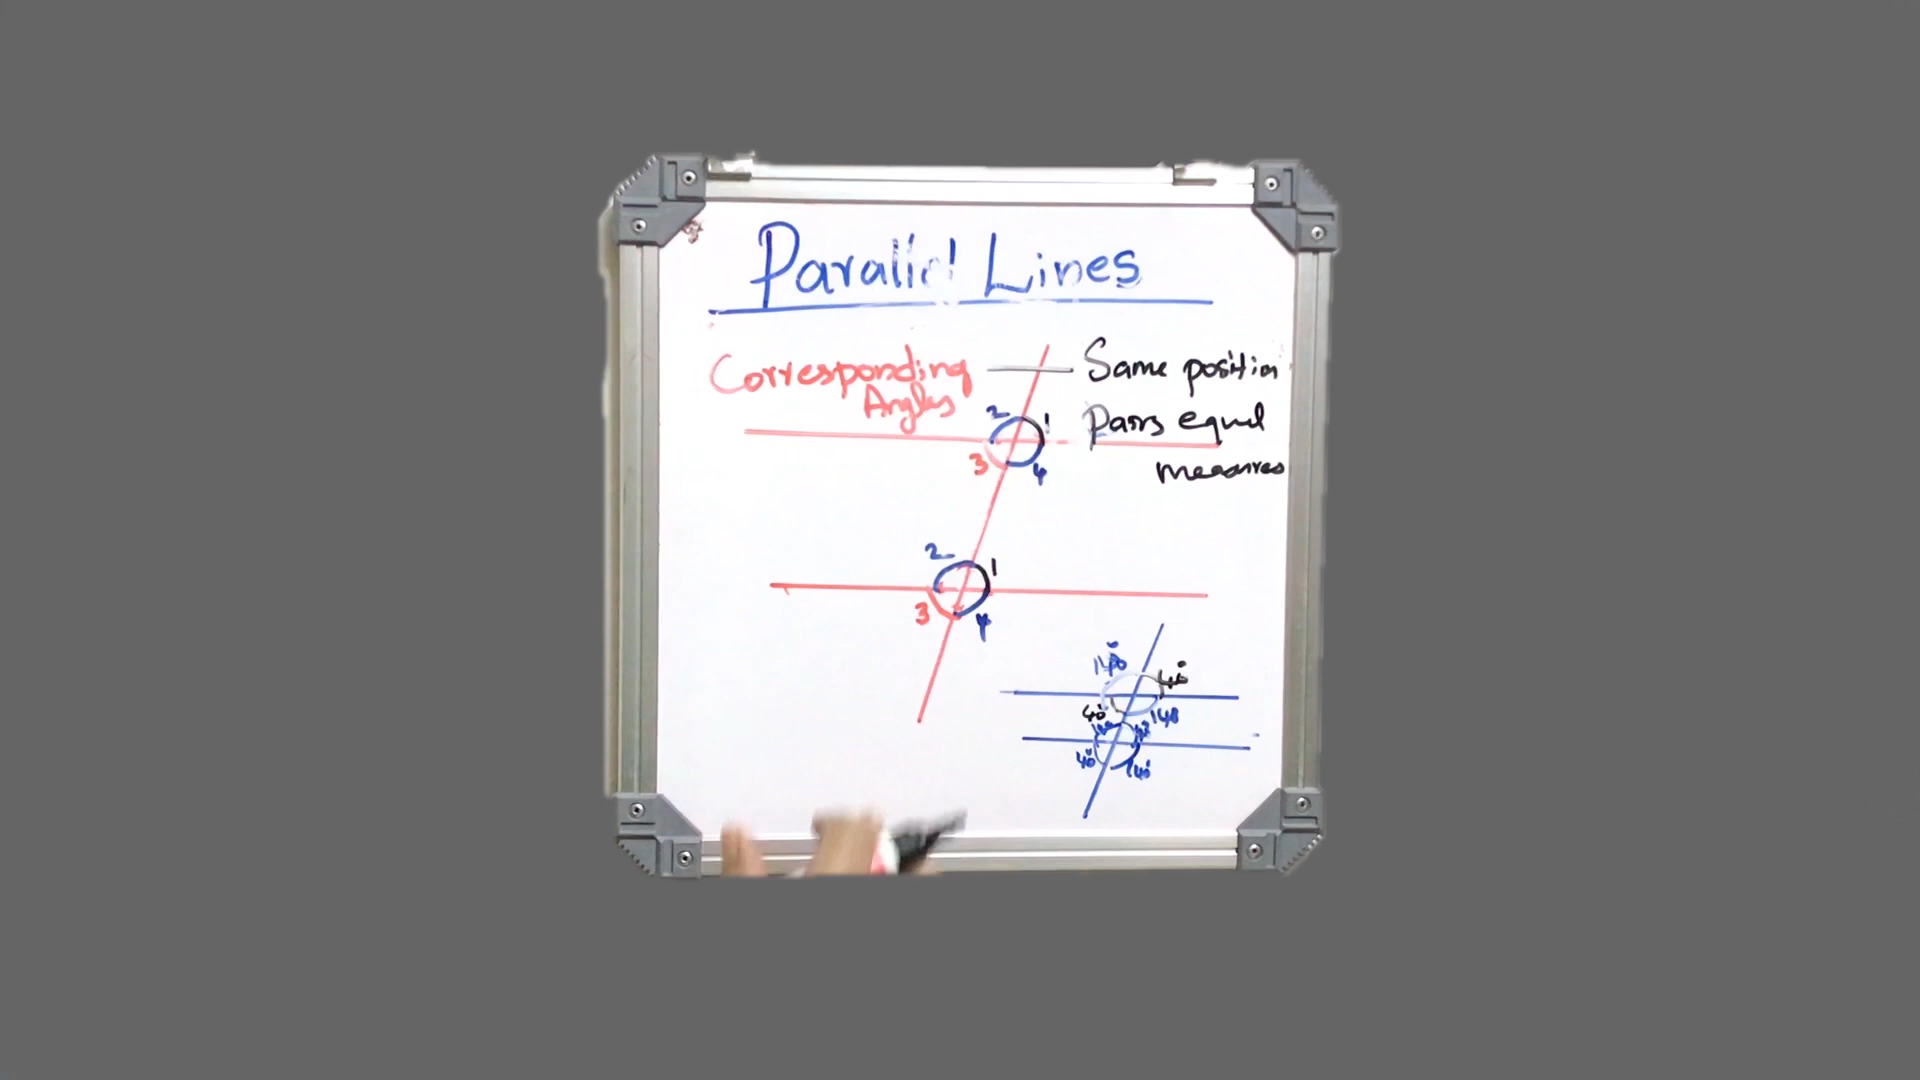 Parallel Lines
Corresponding — Same position
Angles
Pairs equal
measures
2 1
3 4
2 1
3 4
140° 40°
40° 140
40° 140°